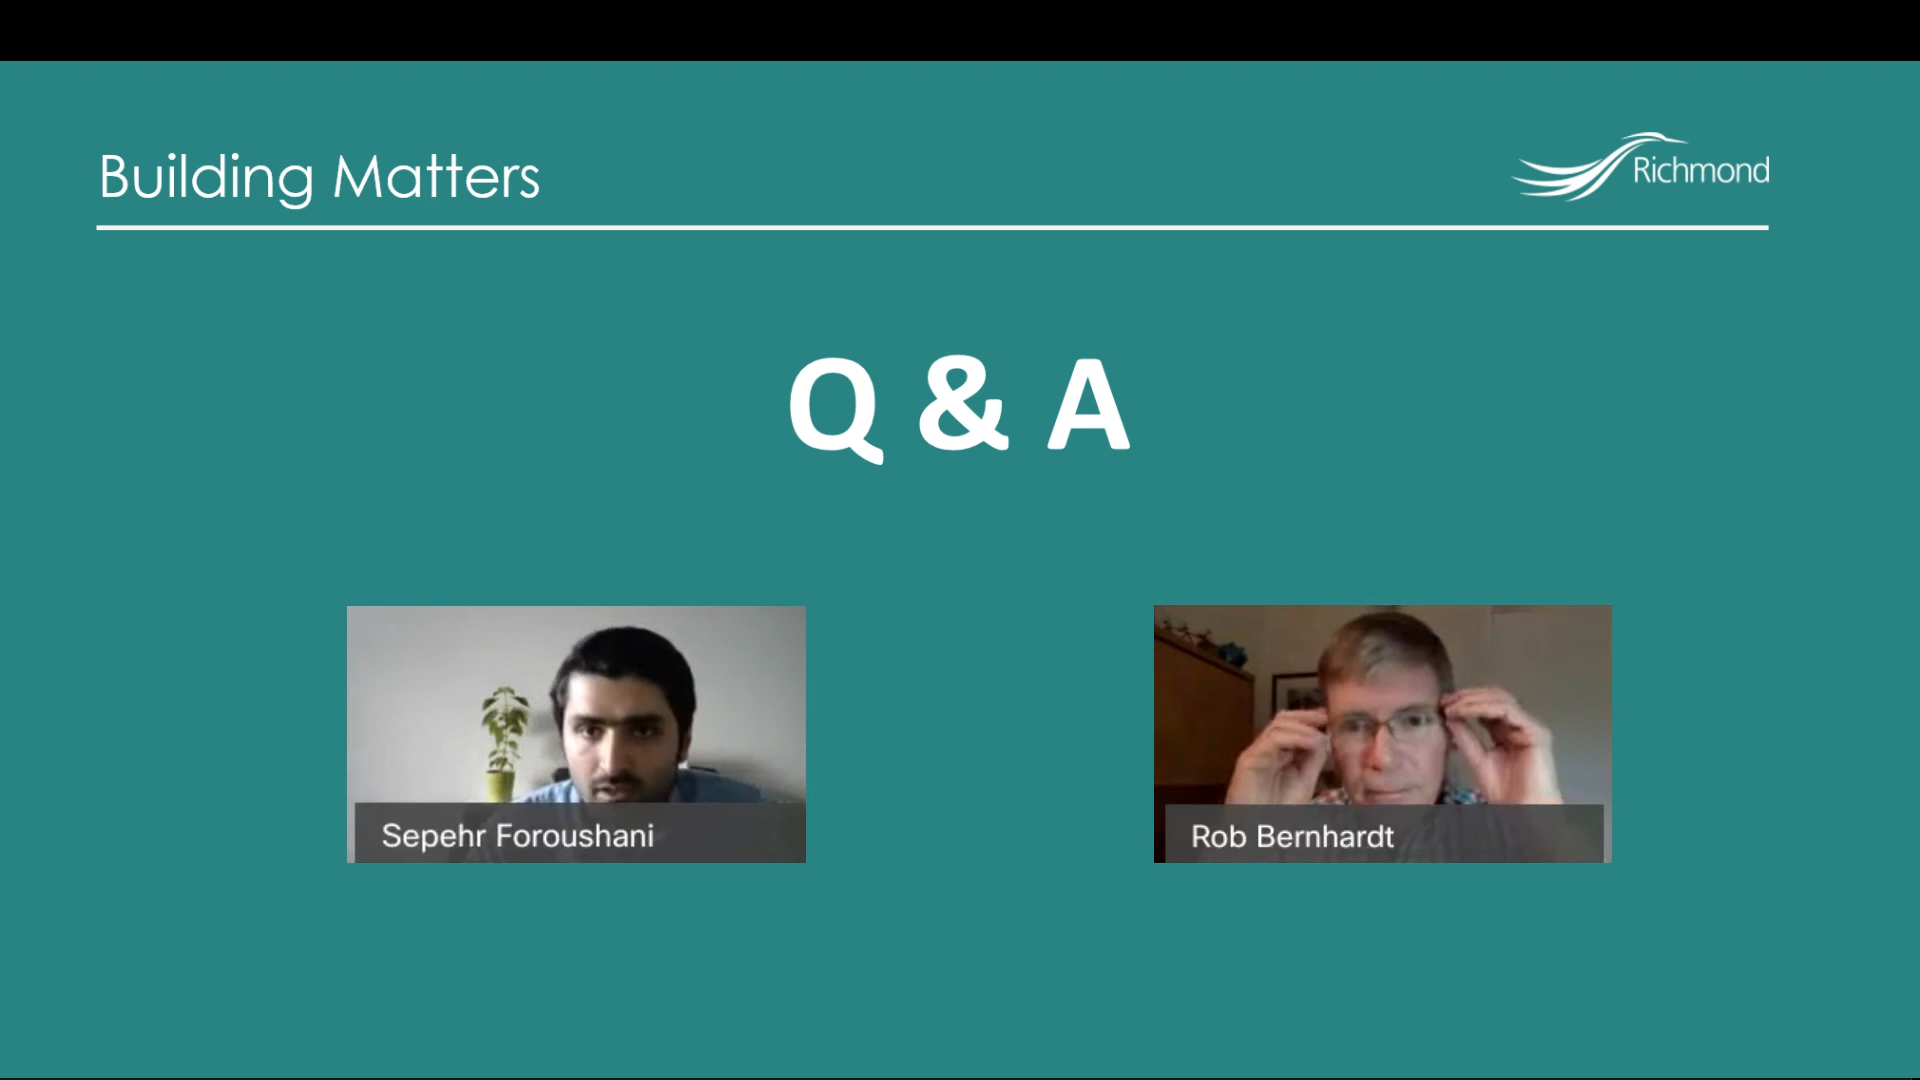 Building Matters
Richmond
Q & A
Sepehr Foroushani
Rob Bernhardt